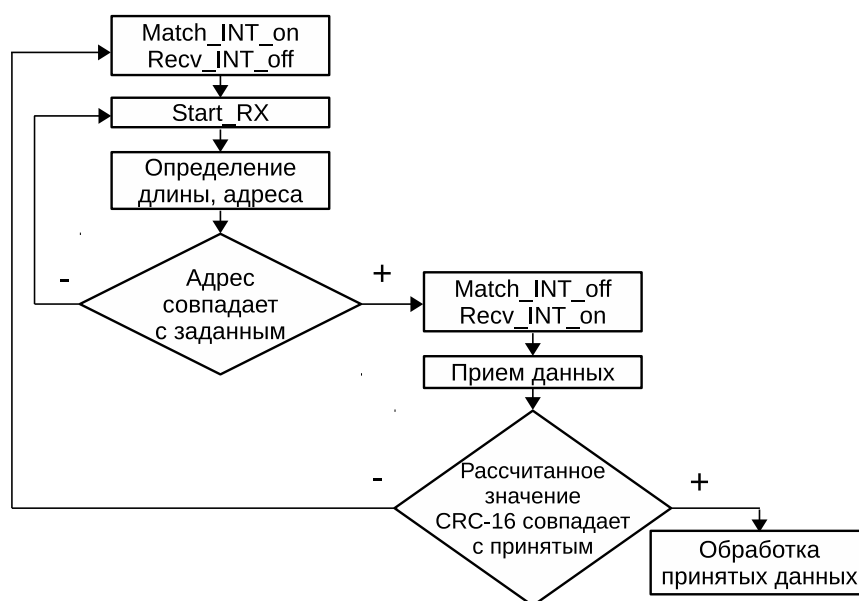 Match_INT_on
Recv_INT_off
Start_RX
Определение
длины, адреса
-
Адрес
совпадает
с заданным
+
Match_INT_off
Recv_INT_on
Прием данных
-
Рассчитанное
значение
CRC-16 совпадает
с принятым
+
Обработка
принятых данных